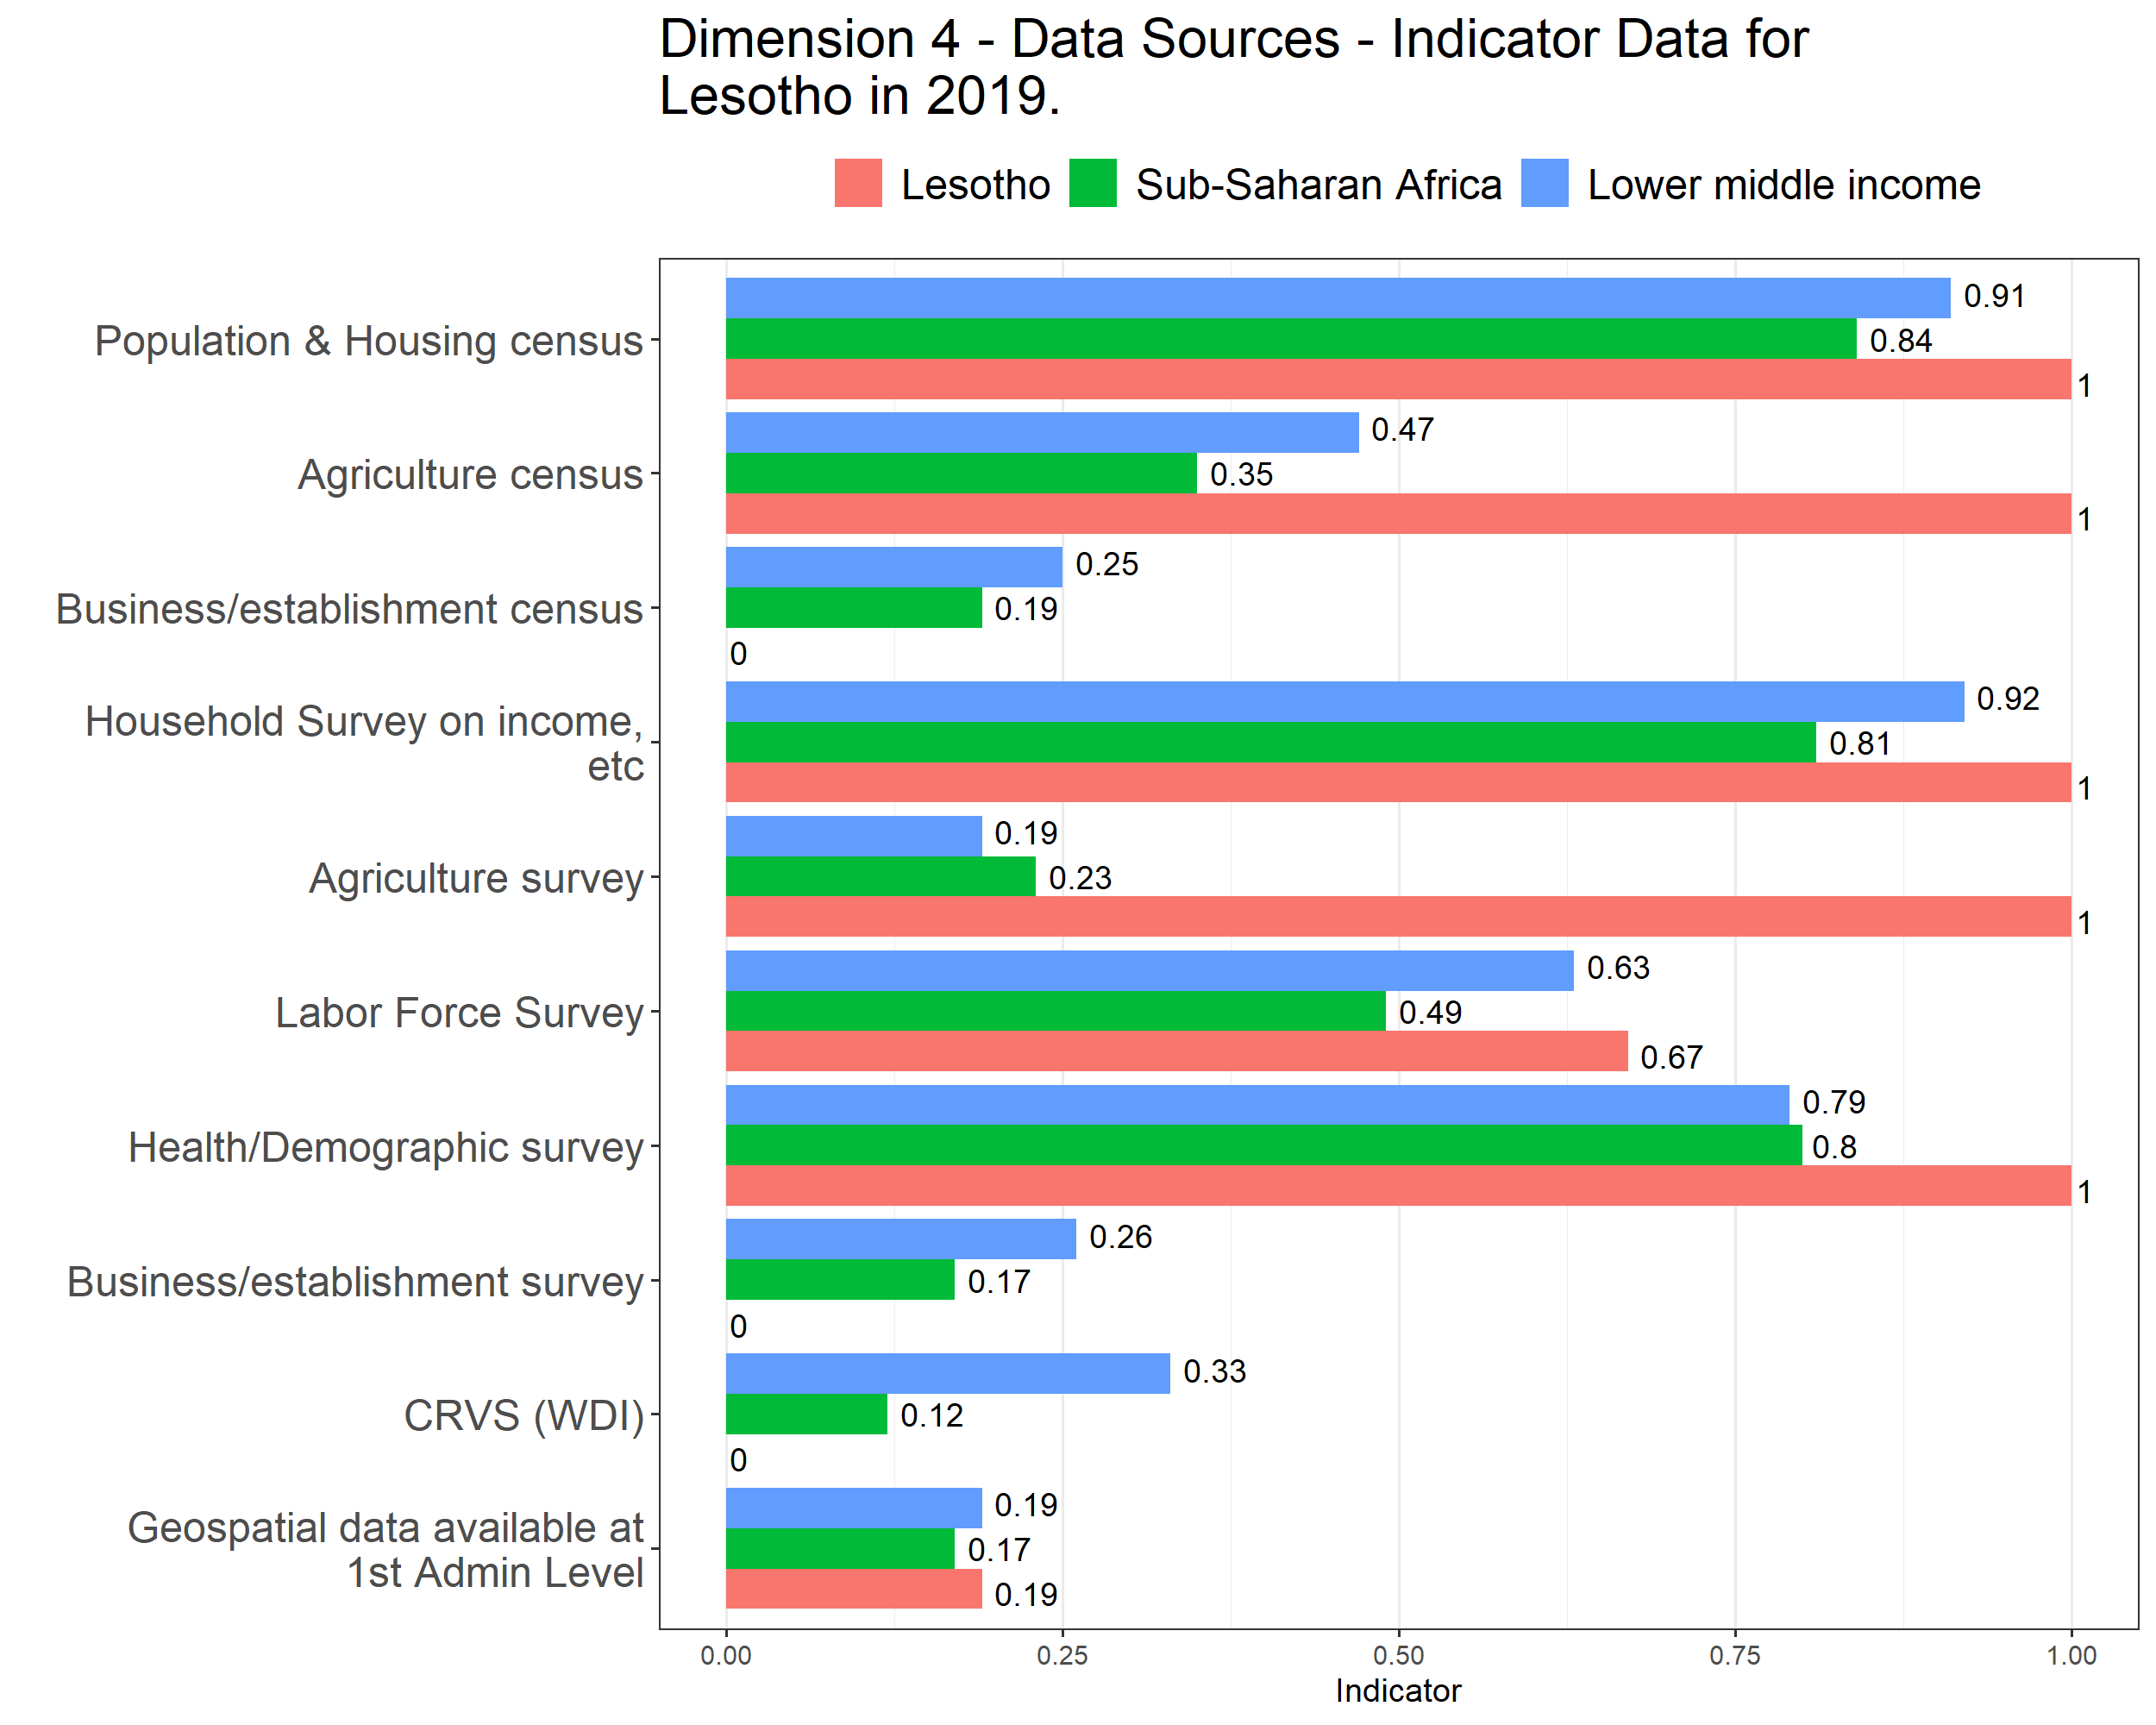 Dimension 4 - Data Sources - Indicator Data for
Lesotho in 2019.
Lesotho Sub-Saharan Africa Lower middle income
Population & Housing census
0.91
0.84
1
Agriculture census
0.47
0.35
1
Business/establishment census
0.25
0.19
0
Household Survey on income,
etc
0.92
0.81
1
Agriculture survey
0.19
0.23
1
Labor Force Survey
0.63
0.49
0.67
Health/Demographic survey
0.79
0.8
1
Business/establishment survey
0.26
0.17
0
CRVS (WDI)
0.33
0.12
0
Geospatial data available at
1st Admin Level
0.19
0.17
0.19
0.00 0.25 0.50 0.75 1.00
Indicator